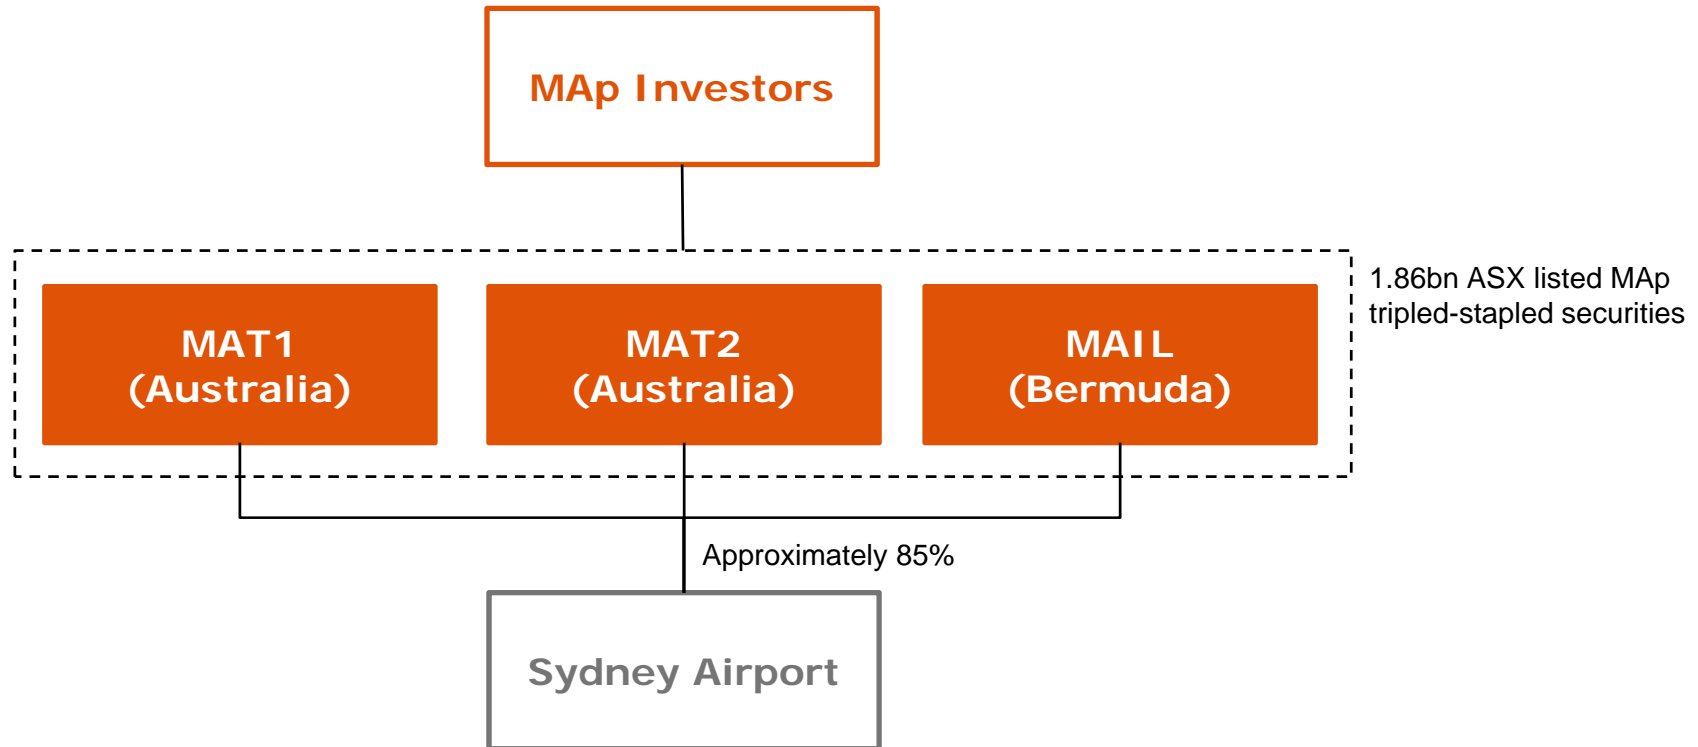 MAp Investors
1.86bn ASX listed MAp
tripled-stapled securities
MAT1
(Australia)
MAT2
(Australia)
MAIL
(Bermuda)
Approximately 85%
Sydney Airport